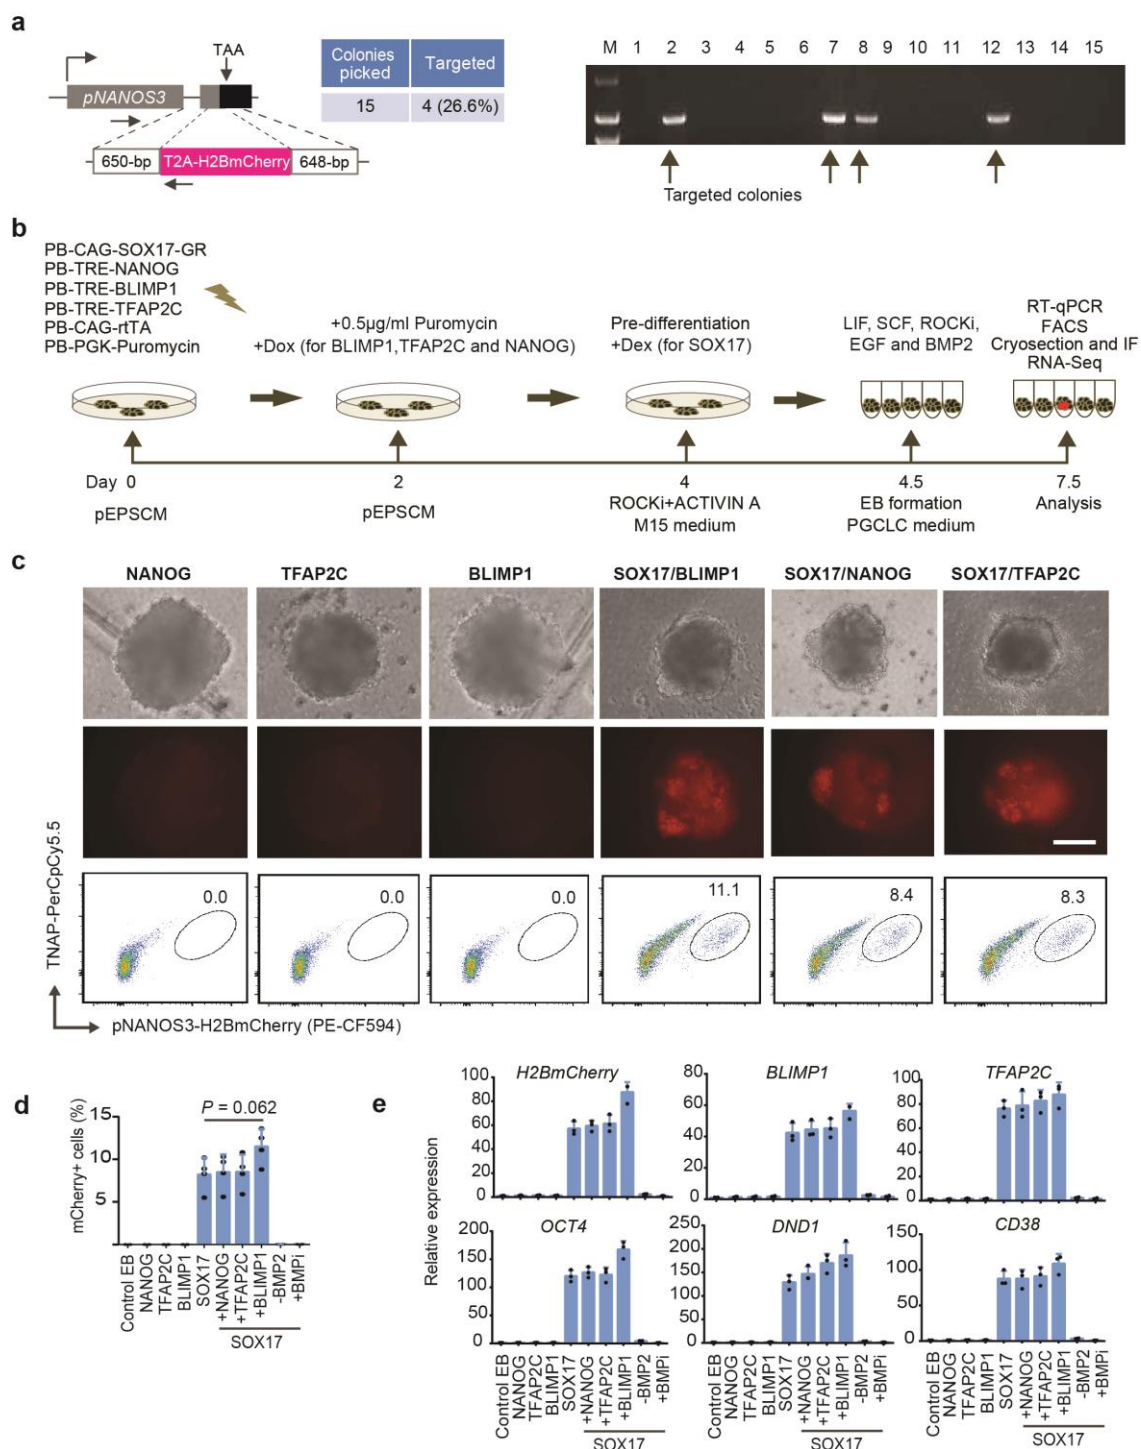 a
TAA
pNANOS3
650-bp
T2A-H2BmCherry
648-bp
Colonies picked
Targeted
15
4 (26.6%)
M 1 2 3 4 5 6 7 8 9 10 11 12 13 14 15
Targeted colonies
b
PB-CAG-SOX17-GR
PB-TRE-NANOG
PB-TRE-BLIMP1
PB-TRE-TFAP2C
PB-CAG-rtTA
PB-PGK-Puromycin
+0.5µg/ml Puromycin
+Dox (for BLIMP1,TFAP2C and NANOG)
Pre-differentiation
+Dex (for SOX17)
LIF, SCF, ROCKi,
EGF and BMP2
RT-qPCR
FACS
Cryosection and IF
RNA-Seq
Day 0 2 4 4.5 7.5
pEPSCM
pEPSCM
ROCKi+ACTIVIN A
M15 medium
EB formation
PGCLC medium
Analysis
c
NANOG TFAP2C BLIMP1 SOX17/BLIMP1 SOX17/NANOG SOX17/TFAP2C
TNAP-PerCpCy5.5
0.0 0.0 0.0 11.1 8.4 8.3
pNANOS3-H2BmCherry (PE-CF594)
d
mCherry+ cells (%)
15
10
5
P = 0.062
Control EB
NANOG
TFAP2C
BLIMP1
SOX17
+NANOG
+TFAP2C
+BLIMP1
-BMP2
+BMPi
SOX17
e
Relative expression
H2BmCherry
100
80
60
40
20
0
BLIMP1
80
60
40
20
0
TFAP2C
100
80
60
40
20
0
OCT4
200
150
100
50
0
DND1
250
200
150
100
50
0
CD38
150
100
50
0
Control EB
NANOG
TFAP2C
BLIMP1
SOX17
+NANOG
+TFAP2C
+BLIMP1
-BMP2
+BMPi
SOX17
Control EB
NANOG
TFAP2C
BLIMP1
SOX17
+NANOG
+TFAP2C
+BLIMP1
-BMP2
+BMPi
SOX17
Control EB
NANOG
TFAP2C
BLIMP1
SOX17
+NANOG
+TFAP2C
+BLIMP1
-BMP2
+BMPi
SOX17